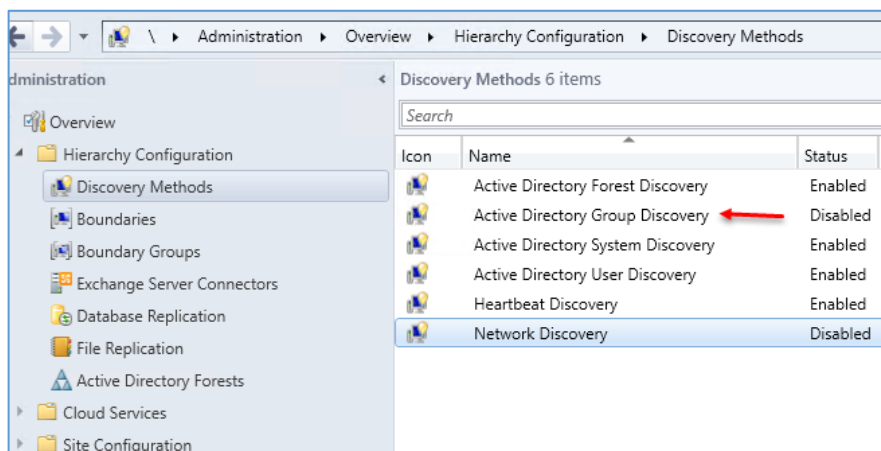 \ Administration Overview Hierarchy Configuration Discovery Methods
dministration
Overview
Hierarchy Configuration
Discovery Methods
Boundaries
Boundary Groups
Exchange Server Connectors
Database Replication
File Replication
Active Directory Forests
Cloud Services
Site Configuration
Discovery Methods 6 items
Search
Icon Name Status
Active Directory Forest Discovery Enabled
Active Directory Group Discovery Disabled
Active Directory System Discovery Enabled
Active Directory User Discovery Enabled
Heartbeat Discovery Enabled
Network Discovery Disabled